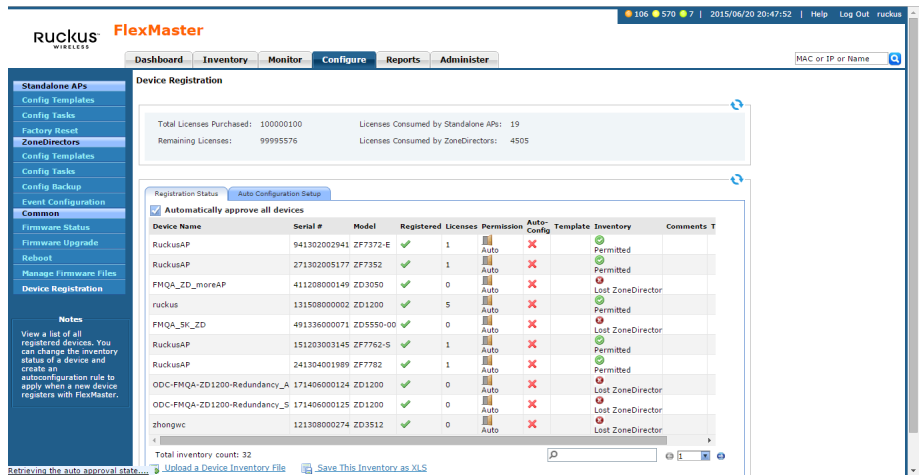 106 570 7 | 2015/06/20 20:47:52 | Help Log Out ruckus
RUCKUS WIRELESS
FlexMaster
Dashboard Inventory Monitor Configure Reports Administer
MAC or IP or Name
Standalone APs
Config Templates
Config Tasks
Factory Reset
ZoneDirectors
Config Templates
Config Tasks
Config Backup
Event Configuration
Common
Firmware Status
Firmware Upgrade
Reboot
Manage Firmware Files
Device Registration
Notes
View a list of all
registered devices. You
can change the inventory
status of a device and
create an
autoconfiguration rule to
apply when a new device
registers with FlexMaster.
Device Registration
Total Licenses Purchased: 100000100 Licenses Consumed by Standalone APs: 19
Remaining Licenses: 99995576 Licenses Consumed by ZoneDirectors: 4505
Registration Status Auto Configuration Setup
Automatically approve all devices
Device Name Serial # Model Registered Licenses Permission Auto-Config Template Inventory Comments T
RuckusAP 941302002941 ZF7372-E 1 Auto Permitted
RuckusAP 271302005177 ZF7352 1 Auto Permitted
FMQA_ZD_moreAP 411208000149 ZD3050 0 Auto Lost ZoneDirector
ruckus 131508000002 ZD1200 5 Auto Permitted
FMQA_5K_ZD 491336000071 ZD5550-00 0 Auto Lost ZoneDirector
RuckusAP 151203003145 ZF7762-S 1 Auto Permitted
RuckusAP 241304001989 ZF7782 1 Auto Permitted
ODC-FMQA-ZD1200-Redundancy_A 171406000124 ZD1200 0 Auto Lost ZoneDirector
ODC-FMQA-ZD1200-Redundancy_S 171406000125 ZD1200 0 Auto Lost ZoneDirector
zhongwc 121308000274 ZD3512 0 Auto Lost ZoneDirector
Total inventory count: 32 1
Upload a Device Inventory File Save This Inventory as XLS
Retrieving the auto approval state....